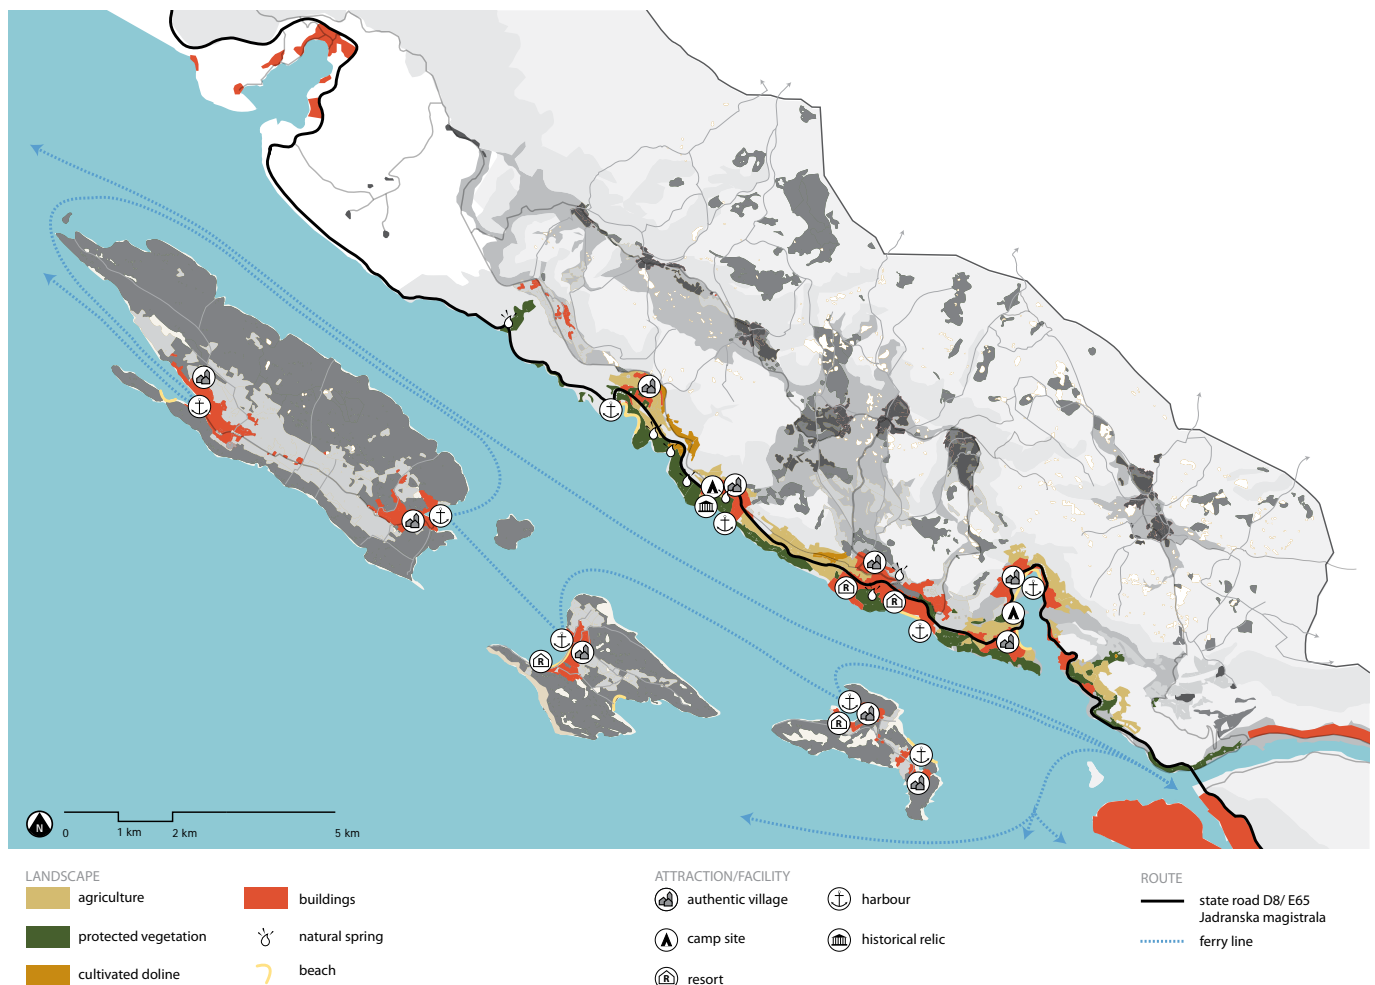 N
0
1 km
2 km
5 km
R
R
R
R
LANDSCAPE
agriculture
protected vegetation
cultivated doline
buildings
natural spring
beach
ATTRACTION/FACILITY
authentic village
camp site
R
resort
harbour
historical relic
ROUTE
state road D8/ E65
Jadranska magistrala
ferry line